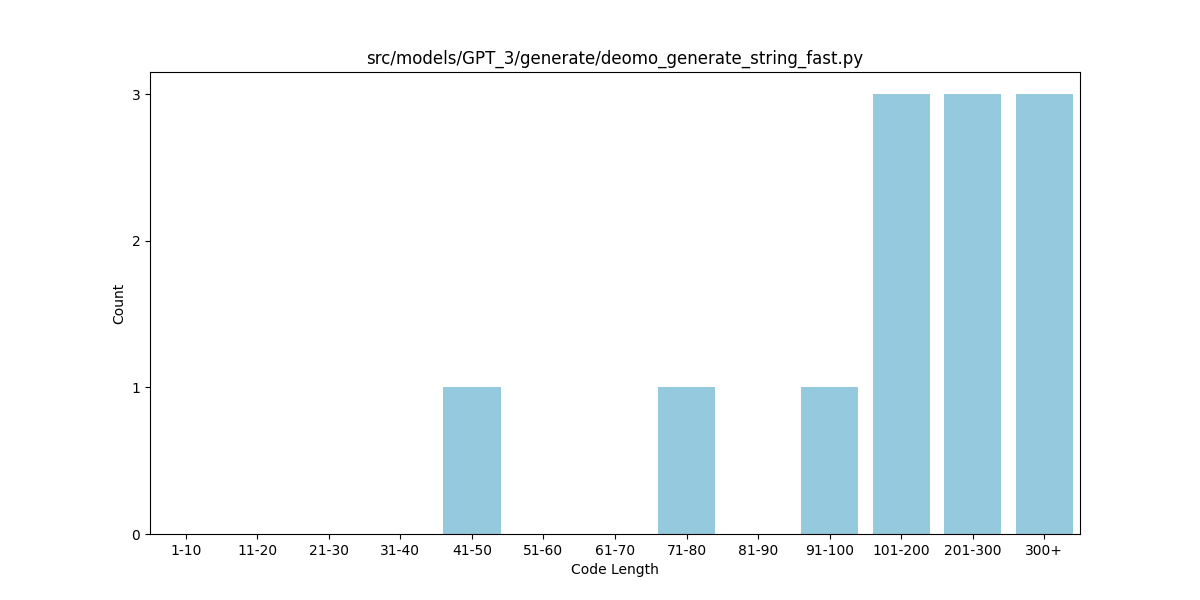 src/models/GPT_3/generate/deomo_generate_string_fast.py
3
2
1
0
Count
1-10 11-20 21-30 31-40 41-50 51-60 61-70 71-80 81-90 91-100 101-200 201-300 300+
Code Length